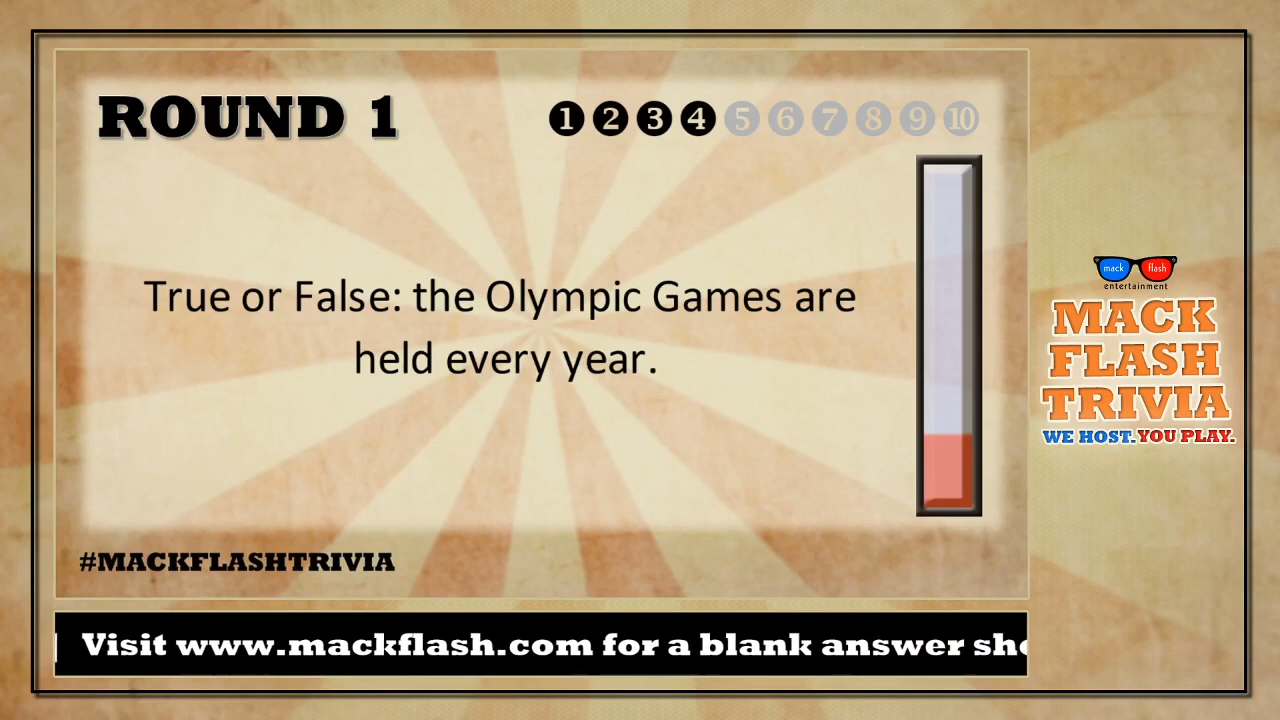 ROUND 1
1 2 3 4 5 6 7 8 9 10
True or False: the Olympic Games are
held every year.
mack flash
entertainment
MACK
FLASH
TRIVIA
WE HOST. YOU PLAY.
#MACKFLASHTRIVIA
Visit www.mackflash.com for a blank answer